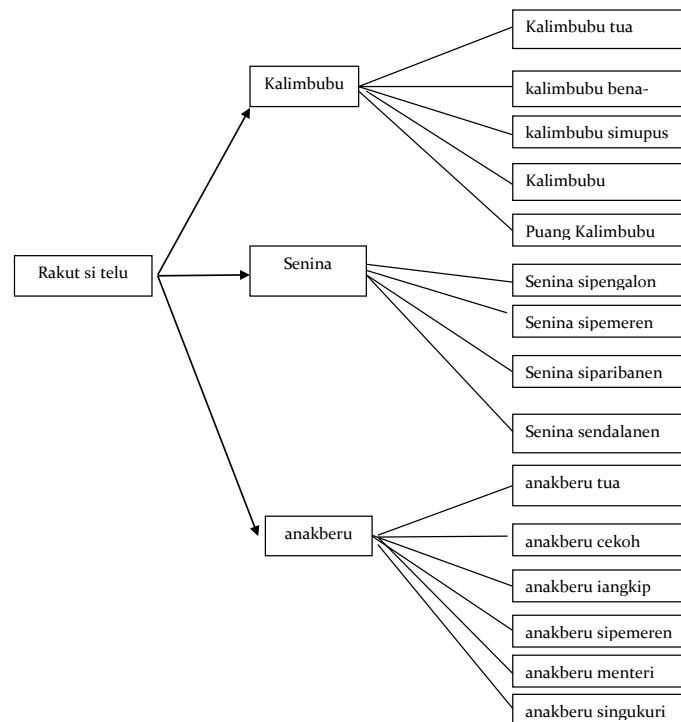 Rakut si telu
Kalimbubu
Kalimbubu tua
kalimbubu bena-
kalimbubu simupus
Kalimbubu
Puang Kalimbubu
Senina
Senina sipengalon
Senina sipemeren
Senina siparibanen
Senina sendalanen
anakberu
anakberu tua
anakberu cekoh
anakberu iangkip
anakberu sipemeren
anakberu menteri
anakberu singukuri